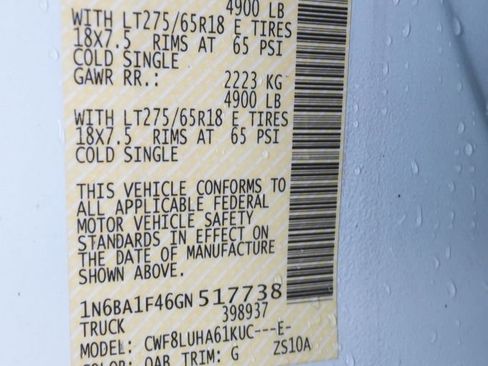 4900 LB
WITH LT275/65R18 E TIRES
18X7.5 RIMS AT 65 PSI
COLD SINGLE
GAWR RR.: 2223 KG
4900 LB
WITH LT275/65R18 E TIRES
18X7.5 RIMS AT 65 PSI
COLD SINGLE
THIS VEHICLE CONFORMS TO
ALL APPLICABLE FEDERAL
MOTOR VEHICLE SAFETY
STANDARDS IN EFFECT ON
THE DATE OF MANUFACTURE
SHOWN ABOVE.
1N6BA1F46GN517738
TRUCK 398937
MODEL: CWF8LUHA61KUC---E-
COLOR: QAB TRIM: G ZS10A